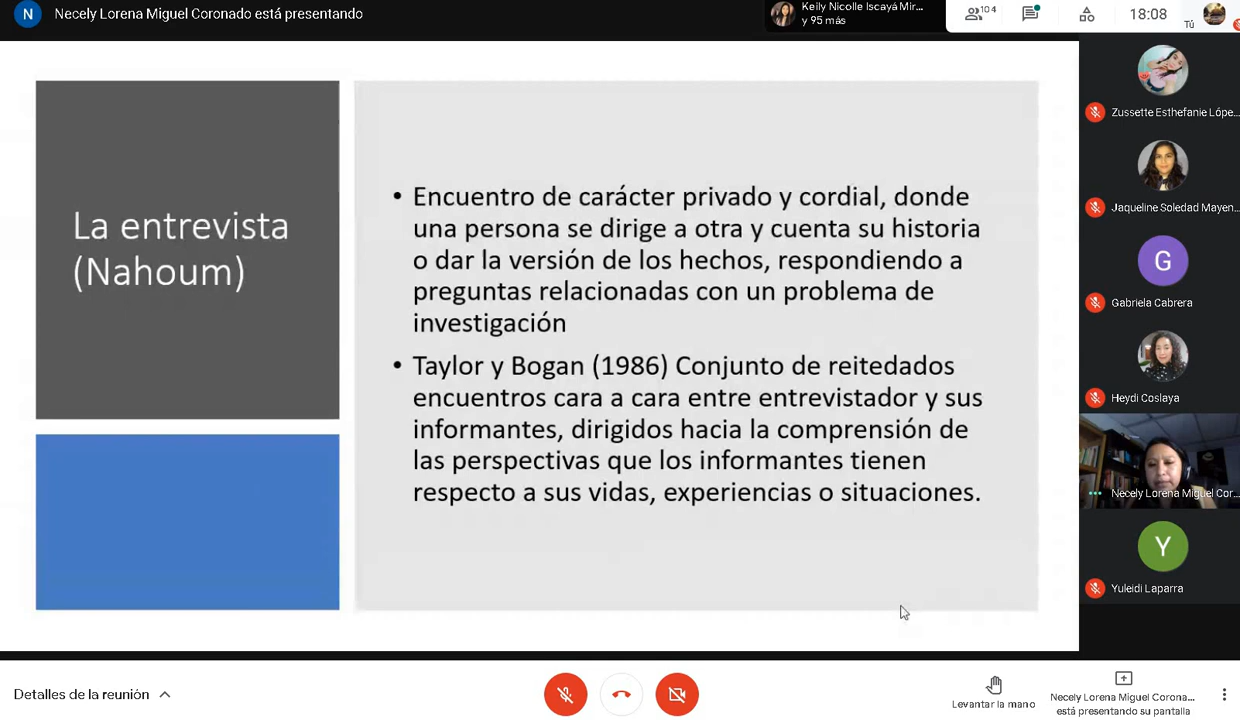 Necely Lorena Miguel Coronado está presentando
Keily Nicolle Iscayá Mir...
y 95 más
104
18:08
Tú
La entrevista
(Nahoum)
• Encuentro de carácter privado y cordial, donde
una persona se dirige a otra y cuenta su historia
o dar la versión de los hechos, respondiendo a
preguntas relacionadas con un problema de
investigación
• Taylor y Bogan (1986) Conjunto de reitedados
encuentros cara a cara entre entrevistador y sus
informantes, dirigidos hacia la comprensión de
las perspectivas que los informantes tienen
respecto a sus vidas, experiencias o situaciones.
Zussette Esthefanie Lópe...
Jaqueline Soledad Mayen...
G
Gabriela Cabrera
Heydi Coslaya
Necely Lorena Miguel Cor...
Y
Yuleidi Laparra
N
Detalles de la reunión
Levantar la mano
Necely Lorena Miguel Corona...
está presentando su pantalla